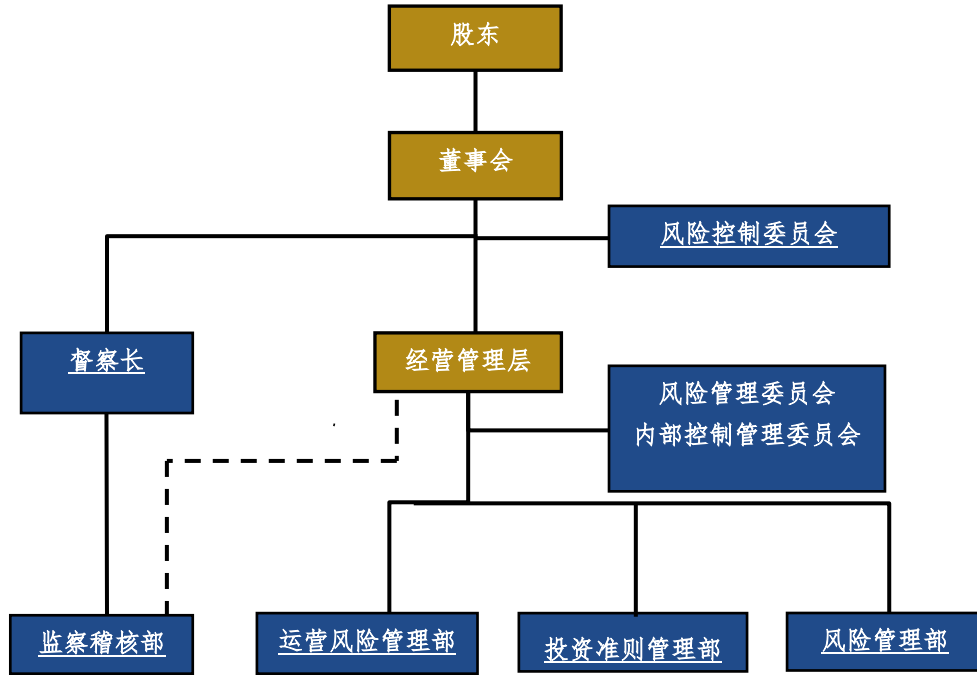 股东
董事会
风险控制委员会
督察长
经营管理层
风险管理委员会
内部控制管理委员会
监察稽核部
运营风险管理部
投资准则管理部
风险管理部